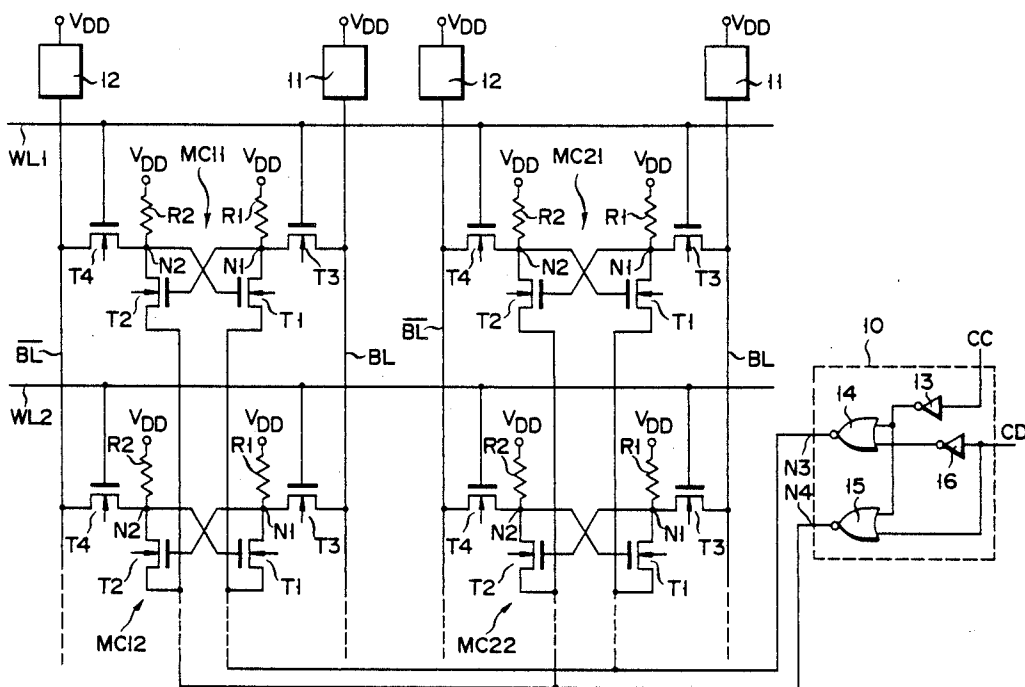 VDD VDD VDD VDD
12 11 12 11
WL1
MC11 MC21
VDD VDD VDD VDD
R2 R1 R2 R1
T4 N2 N1 T3 T4 N2 N1 T3
T2 T1 T2 T1
BL BL BL BL
10 CC
WL2
13
14 CD
VDD VDD VDD VDD
R2 R1 R2 R1
16
N3
N4
15
T4 N2 N1 T3 T4 N2 N1 T3
T2 T1 T2 T1
MC12 MC22